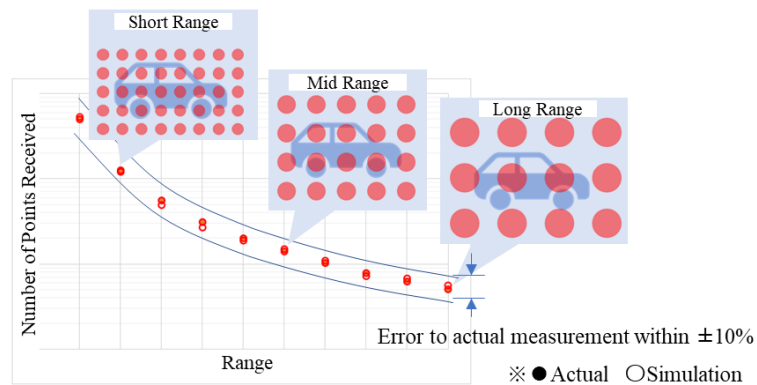 Short Range
Mid Range
Long Range
Number of Points Received
Error to actual measurement within ±10%
Range
※ ●Actual ○Simulation